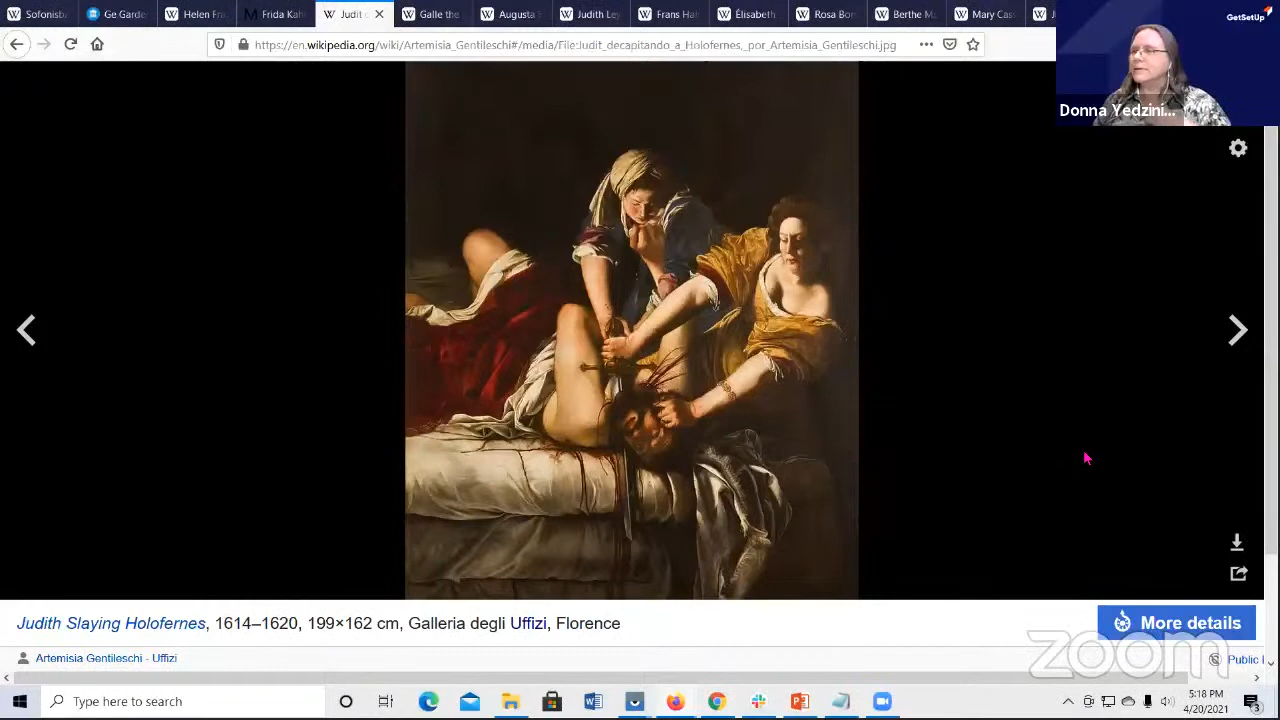 Sofonisb
Ge Garde
Helen Fra
Frida Kah
Judit
Galle the
Augusta
Judith Ley
Frans Har
Élisabeth
Rosa Bon
Berthe M
Mary Cas
GetSetUp
https://en.wikipedia.org/wiki/Artemisia_Gentileschi#/media/File:Judit_decapitando_a_Holofernes,_por_Artemisia_Gentileschi.jpg
Donna Yedzini...
Judith Slaying Holofernes, 1614–1620, 199×162 cm, Galleria degli Uffizi, Florence
More details
Artemisia Gentileschi - Uffizi
Public
zoom
Type here to search
5:18 PM
4/20/2021